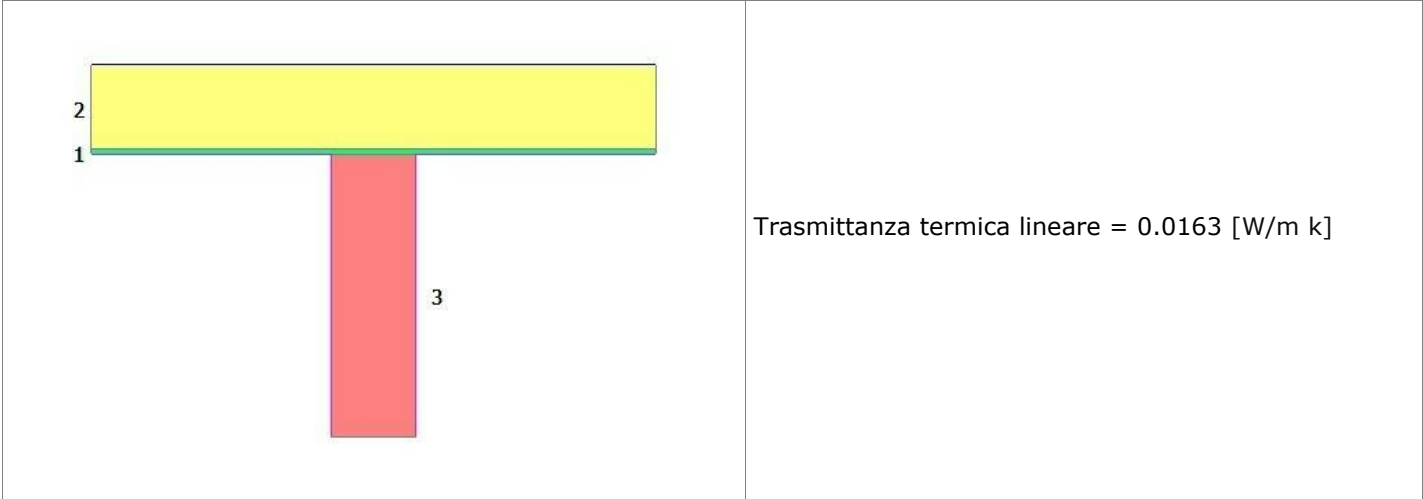 2
1
Trasmittanza termica lineare = 0.0163 [W/m k]
3